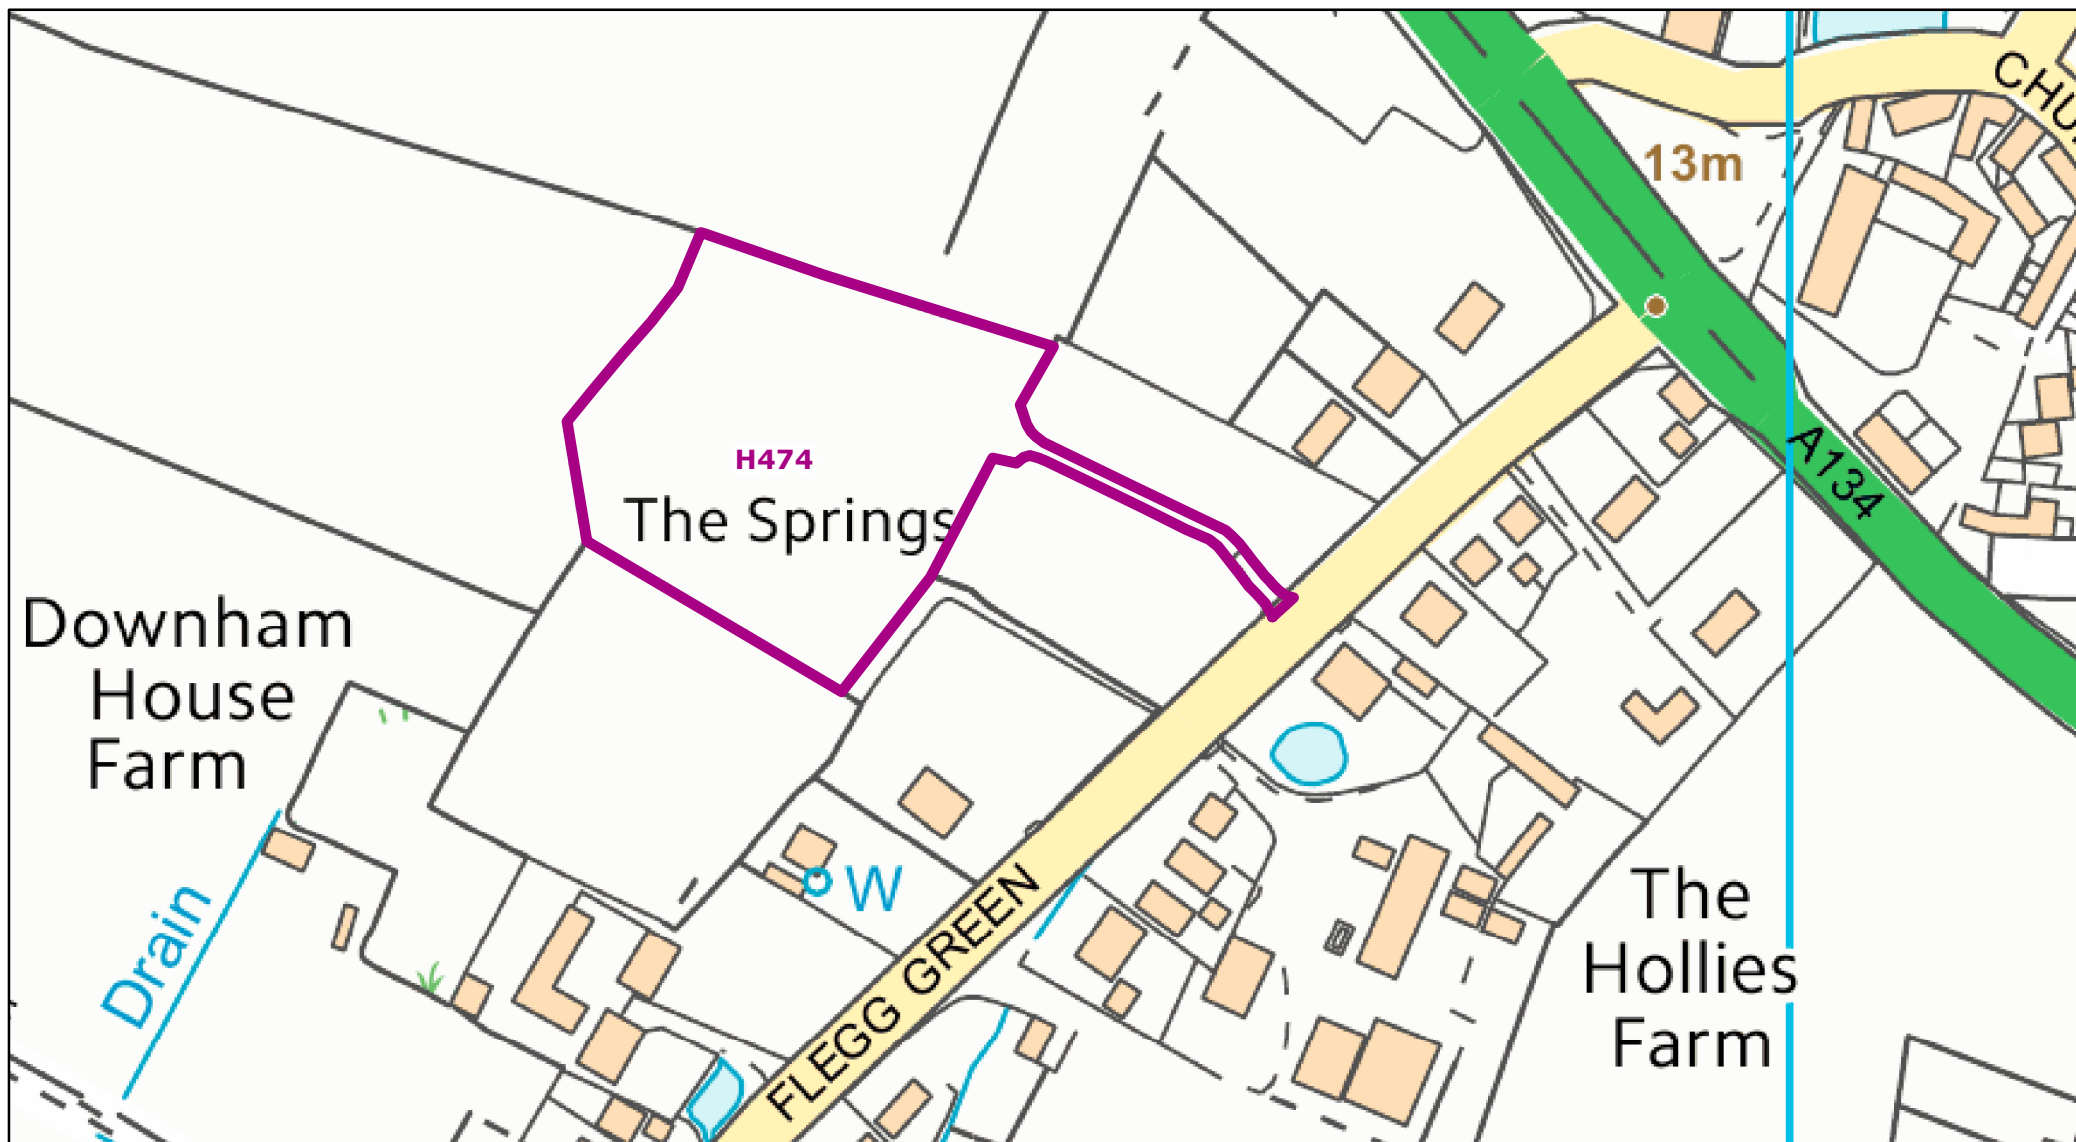 CHU
13m
A134
H474
The Springs
Downham
House
Farm
Drain
W
FLEGG GREEN
The
Hollies
Farm